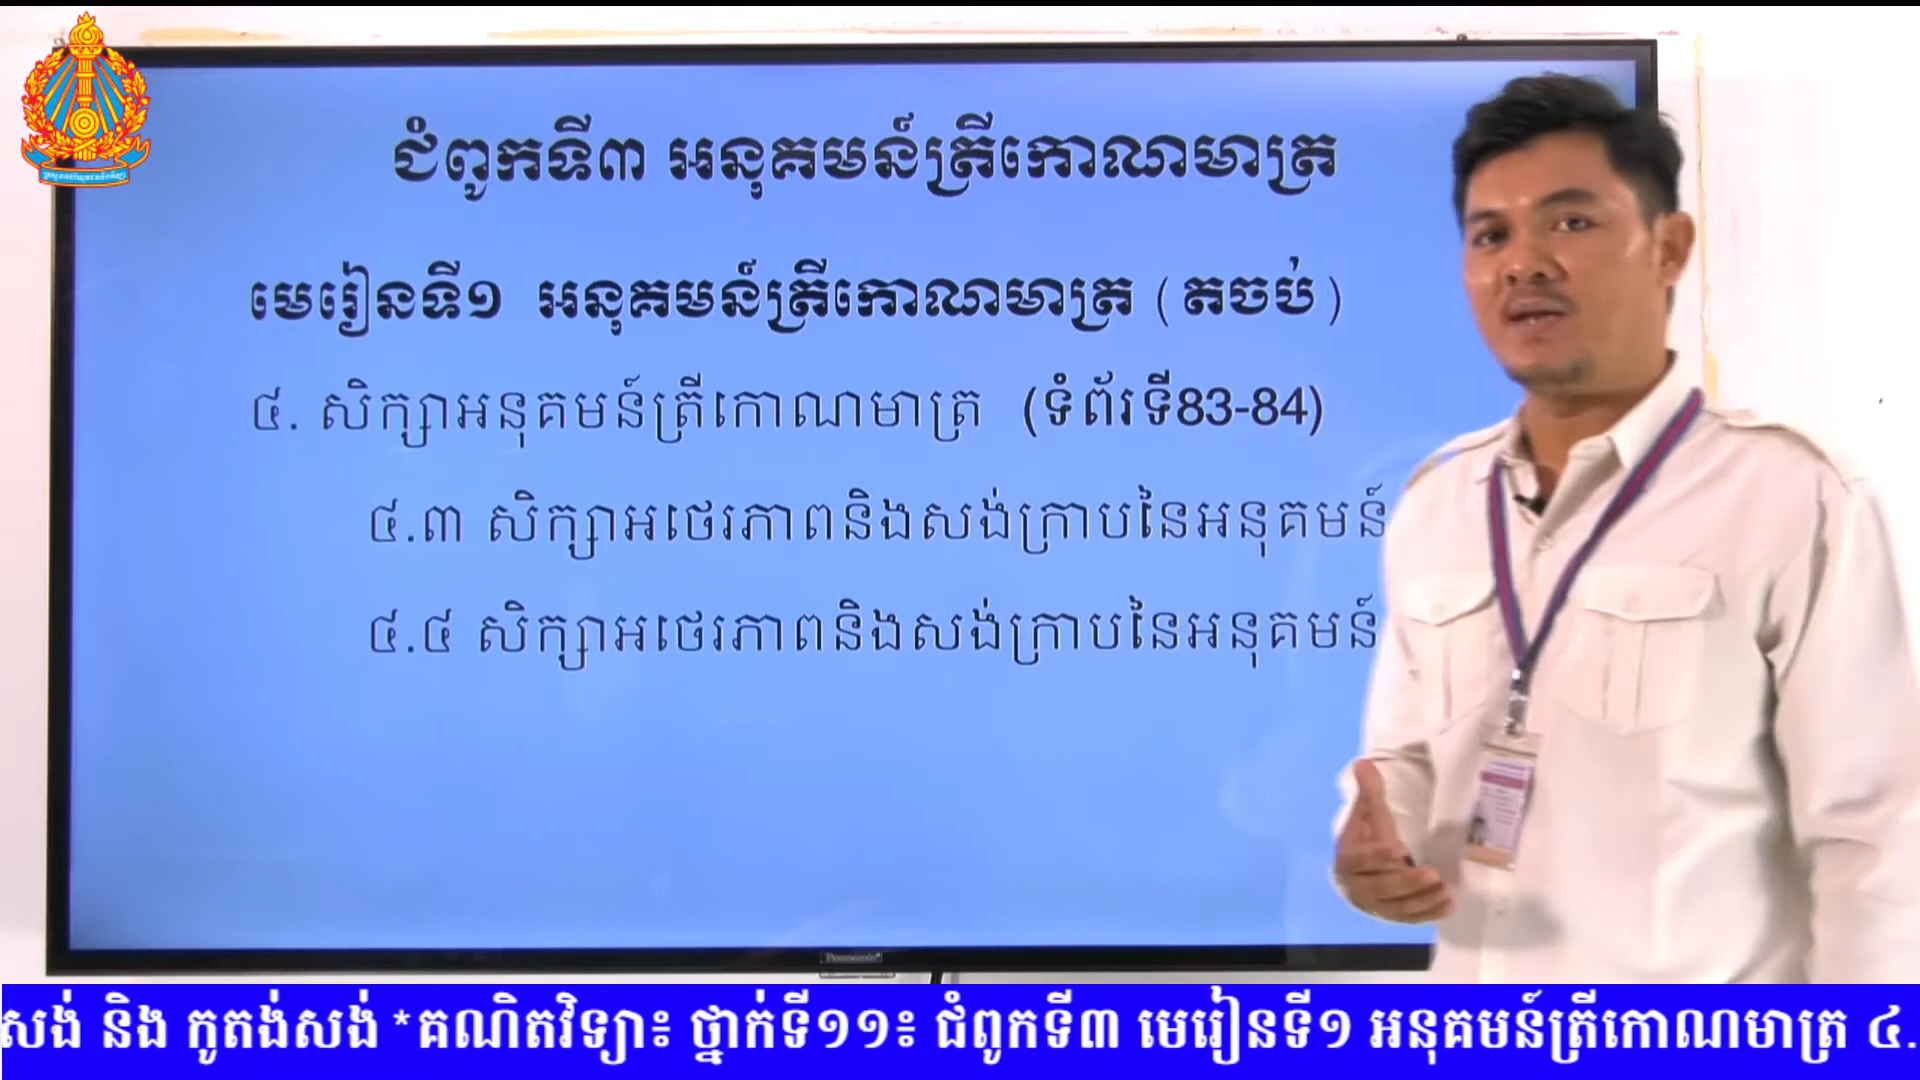 ជំពូកទី៣ អនុគមន៍ត្រីកោណមាត្រ
មេរៀនទី១ អនុគមន៍ត្រីកោណមាត្រ (តចប់)
៤. សិក្សាអនុគមន៍ត្រីកោណមាត្រ (ទំព័រទី83-84)
៤.៣ សិក្សាអថេរភាពនិងសង់ក្រាបនៃអនុគមន៍
៤.៤ សិក្សាអថេរភាពនិងសង់ក្រាបនៃអនុគមន៍
សង់ និង កូតង់សង់ *គណិតវិទ្យា៖ ថ្នាក់ទី១១៖ ជំពូកទី៣ មេរៀនទី១ អនុគមន៍ត្រីកោណមាត្រ ៤.